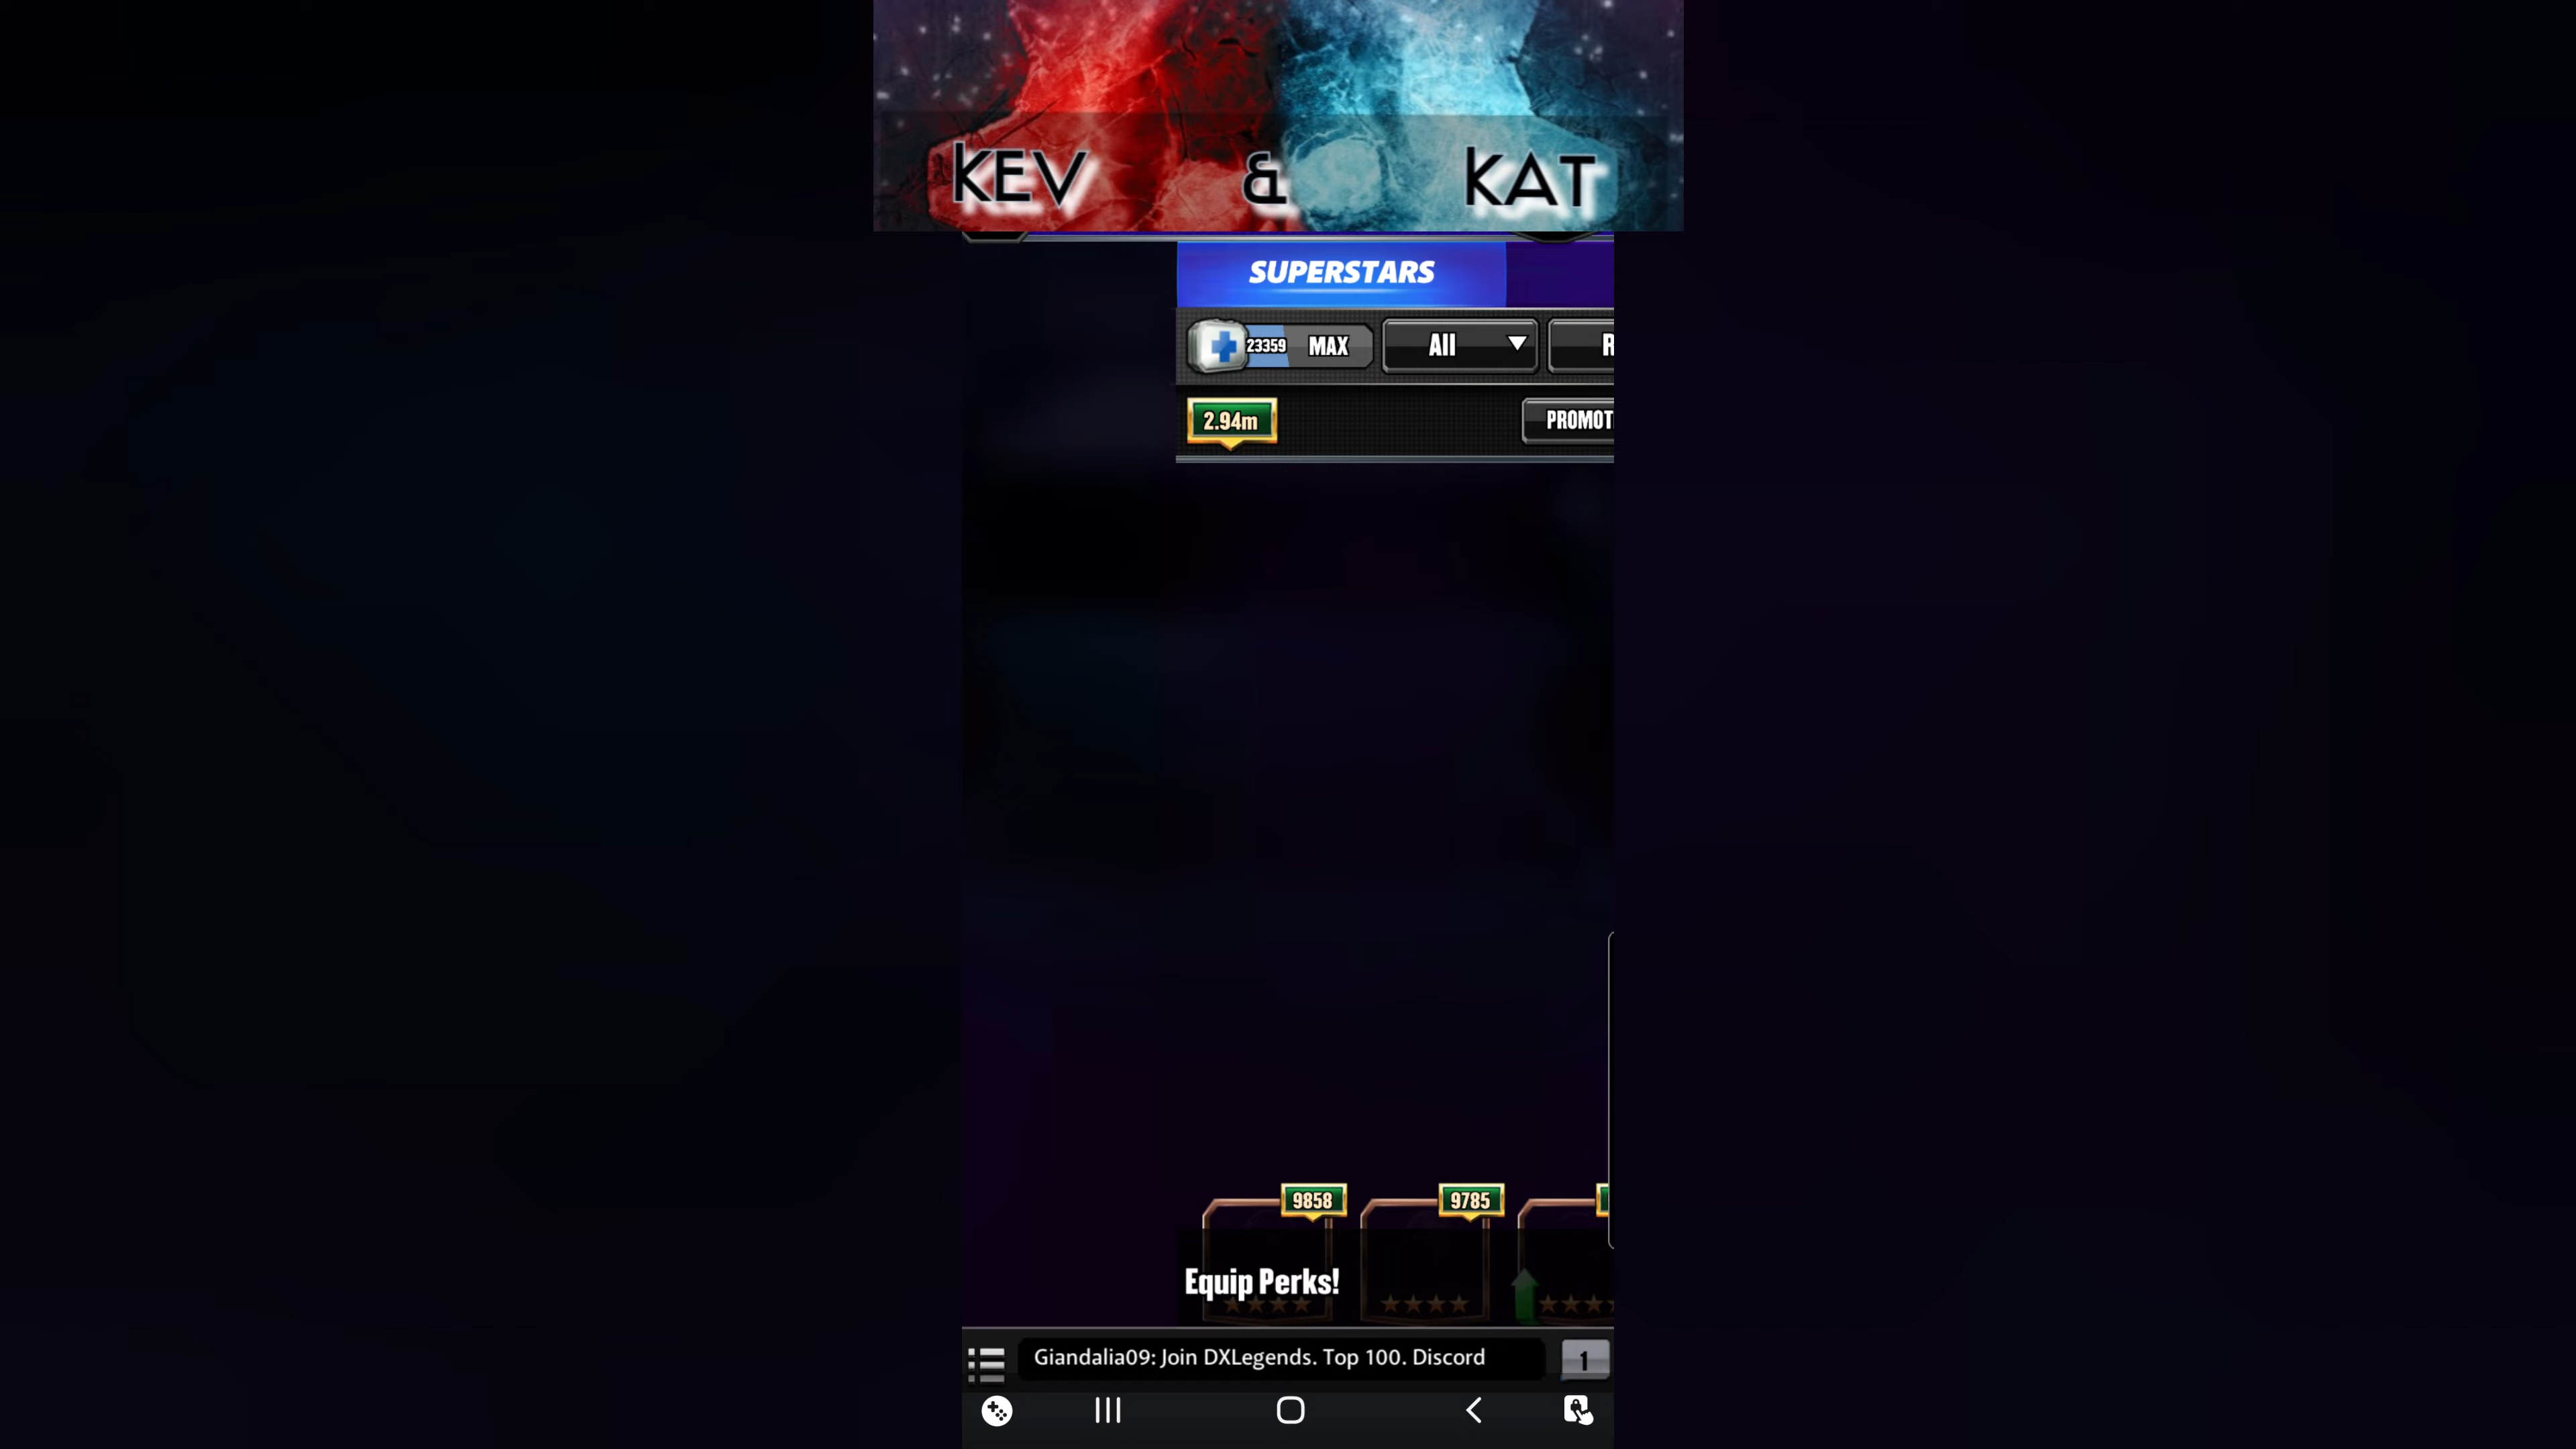 KEV & KAT
SUPERSTARS
23359 MAX All
2.94m PROMOT
9858 9785
Equip Perks!
Giandalia09: Join DXLegends. Top 100. Discord 1